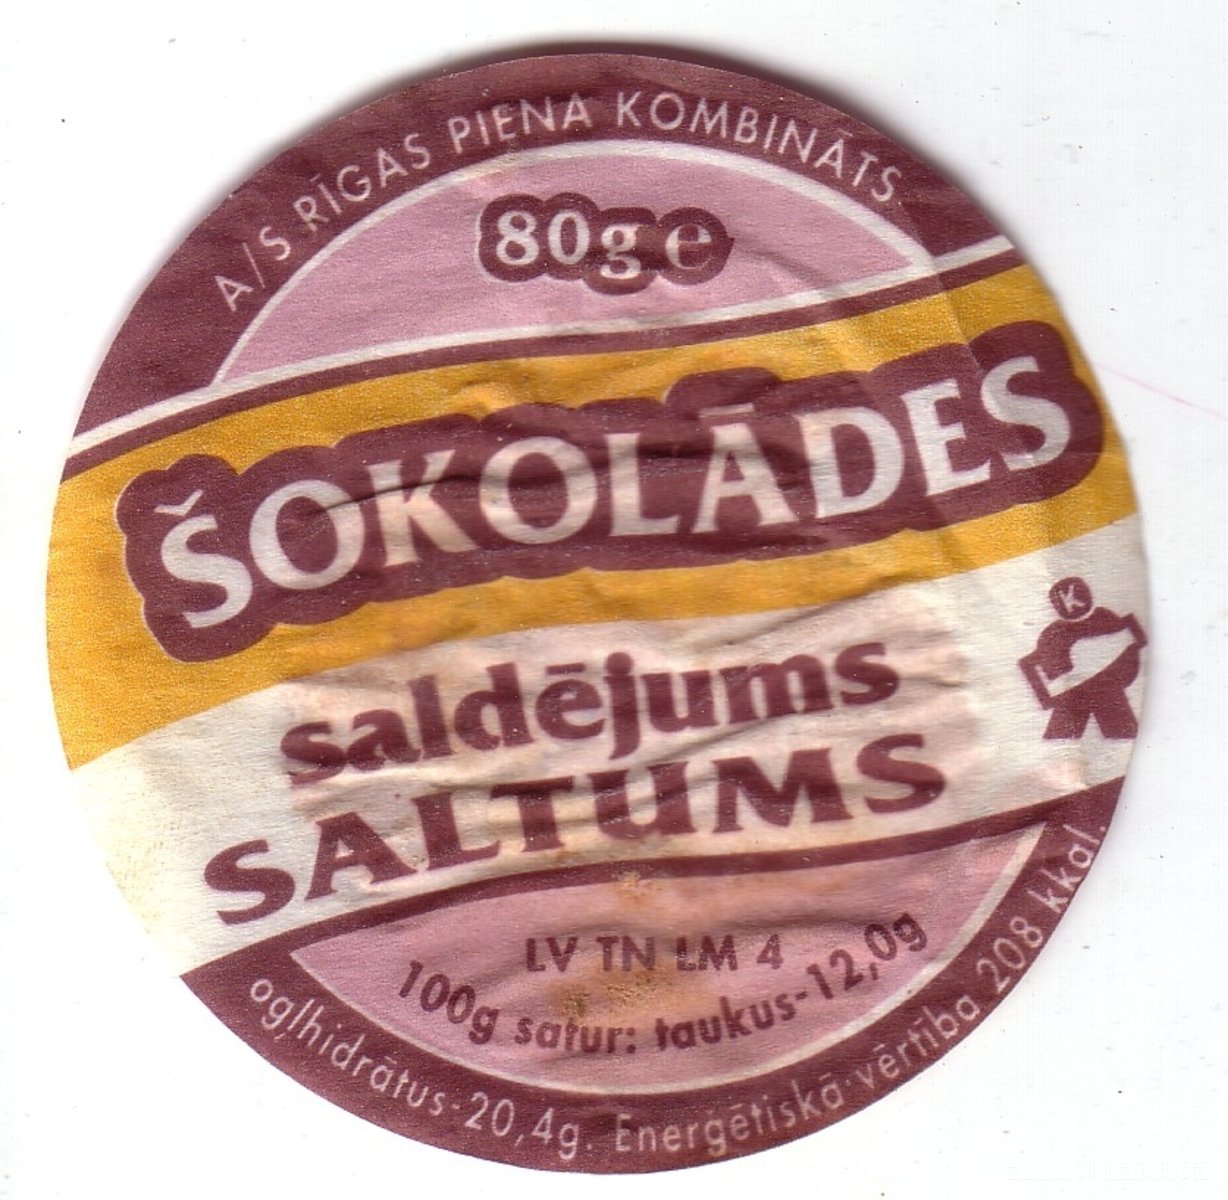 A/S RĪGAS PIENA KOMBINĀTS
80g e
ŠOKOLĀDES
K
saldējums
SALTUMS
LV TN LM 4
100g satur: taukus-12,0g
ogļhidrātus-20,4g. Enerģētiskā vērtība 208 kkal.